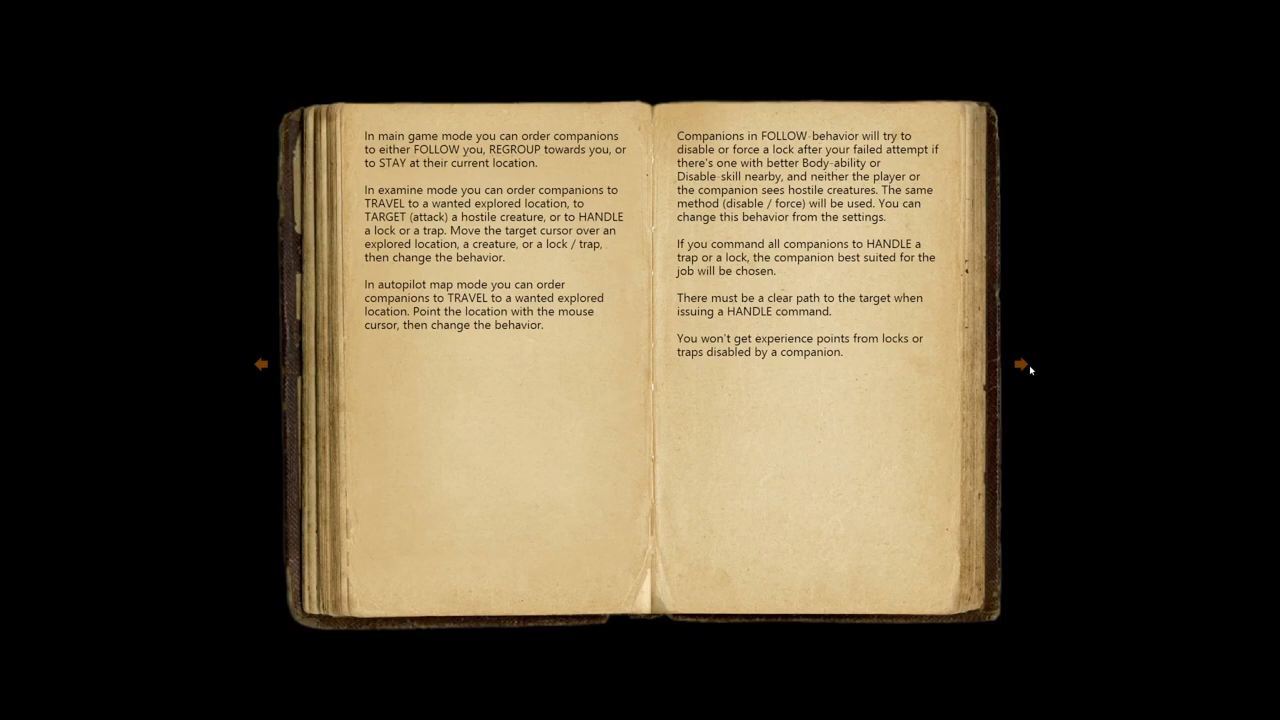 In main game mode you can order companions
to either FOLLOW you, REGROUP towards you, or
to STAY at their current location.
In examine mode you can order companions to
TRAVEL to a wanted explored location, to
TARGET (attack) a hostile creature, or to HANDLE
a lock or a trap. Move the target cursor over an
explored location, a creature, or a lock / trap,
then change the behavior.
In autopilot map mode you can order
companions to TRAVEL to a wanted explored
location. Point the location with the mouse
cursor, then change the behavior.
Companions in FOLLOW-behavior will try to
disable or force a lock after your failed attempt if
there's one with better Body-ability or
Disable-skill nearby, and neither the player or
the companion sees hostile creatures. The same
method (disable / force) will be used. You can
change this behavior from the settings.
If you command all companions to HANDLE a
trap or a lock, the companion best suited for the
job will be chosen.
There must be a clear path to the target when
issuing a HANDLE command.
You won't get experience points from locks or
traps disabled by a companion.